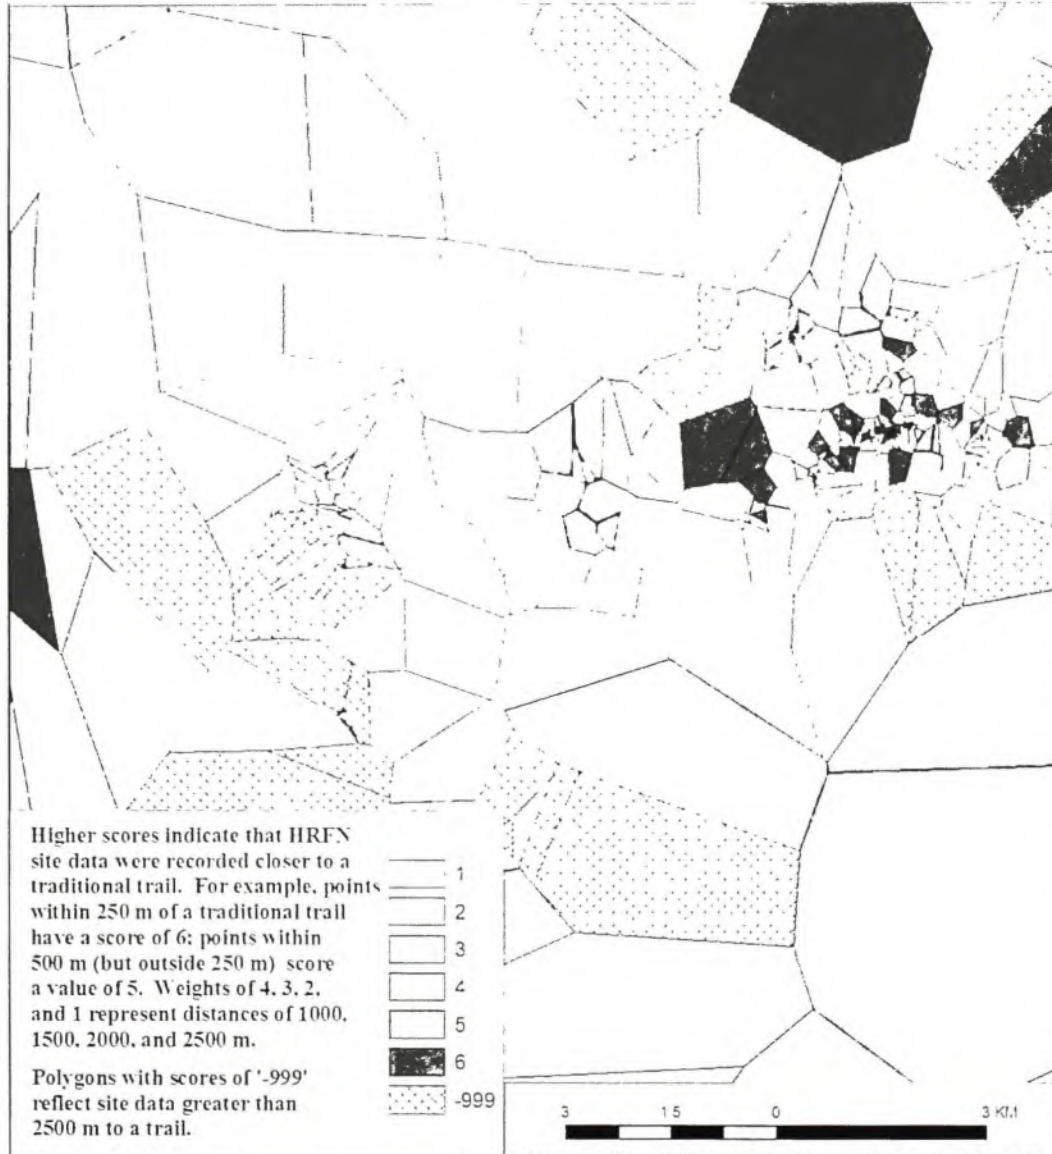 Higher scores indicate that HRFN
site data were recorded closer to a
traditional trail. For example, points
within 250 m of a traditional trail
have a score of 6; points within
500 m (but outside 250 m) score
a value of 5. Weights of 4, 3, 2,
and 1 represent distances of 1000,
1500, 2000, and 2500 m.
Polygons with scores of '-999'
reflect site data greater than
2500 m to a trail.
1
2
3
4
5
6
-999
3 1.5 0 3 KM